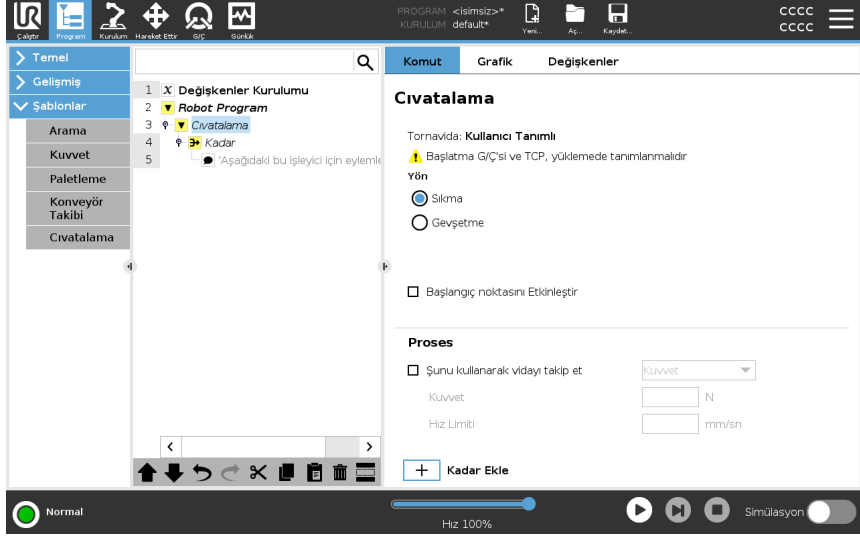 UR
PROGRAM <isimsiz>*
KURULUM default*
CCCC
CCCC
Çalıştır
Program
Kurulum
Hareket Ettir
G/Ç
Günlük
Yeni...
Aç...
Kaydet...
Temel
Gelişmiş
Şablonlar
Arama
Kuvvet
Paletleme
Konveyör
Takibi
Cıvatalama
1 X Değişkenler Kurulumu
2 Robot Program
3 Cıvatalama
4 Kadar
5 'Aşağıdaki bu işleyici için eylemle
Komut Grafik Değişkenler
Cıvatalama
Tornavida: Kullanıcı Tanımlı
Başlatma G/Ç'si ve TCP, yüklemede tanımlanmalıdır
Yön
Sıkma
Gevşetme
Başlangıç noktasını Etkinleştir
Proses
Şunu kullanarak vidayı takip et Kuvvet
Kuvvet N
Hız Limiti mm/sn
Kadar Ekle
Normal
Hız 100%
Simülasyon